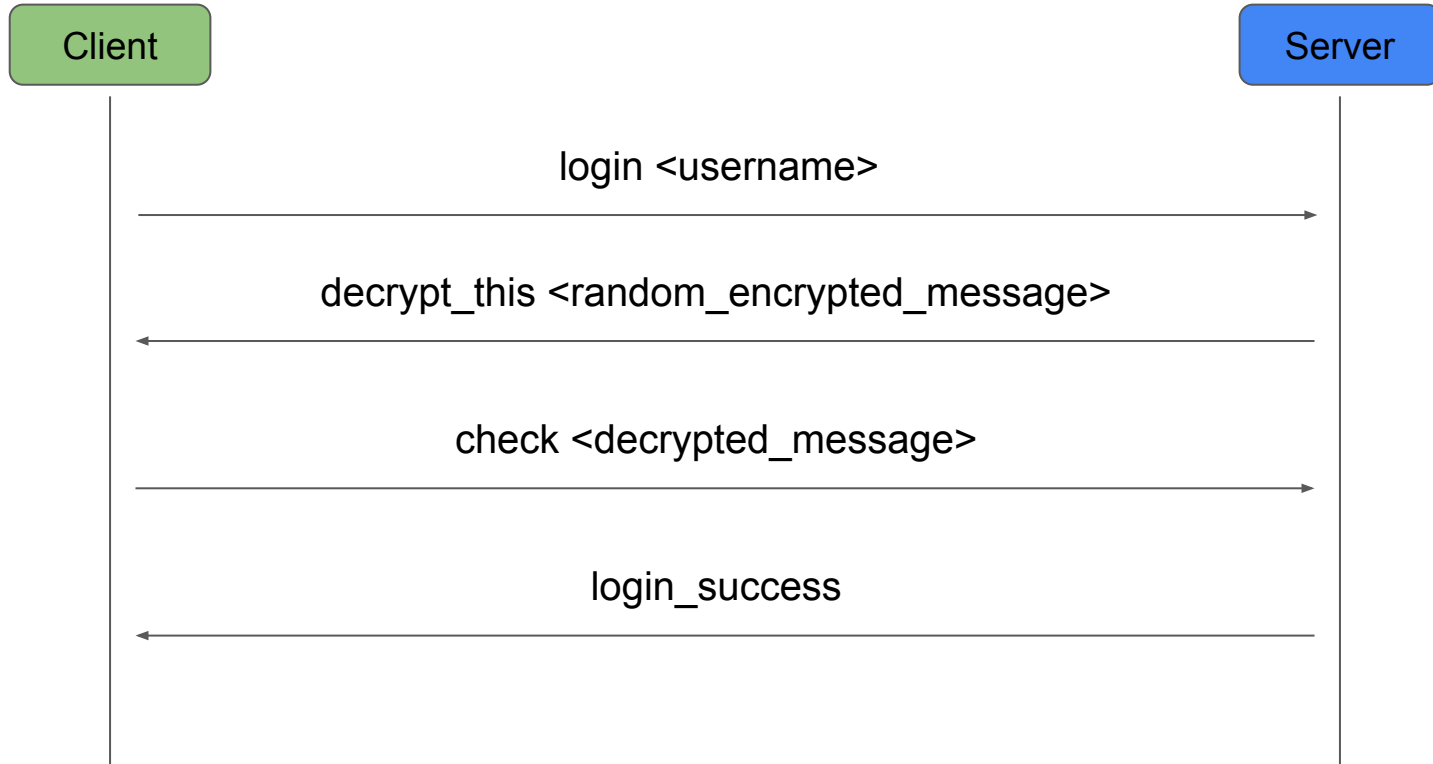 Client
Server
login <username>
decrypt_this <random_encrypted_message>
check <decrypted_message>
login_success